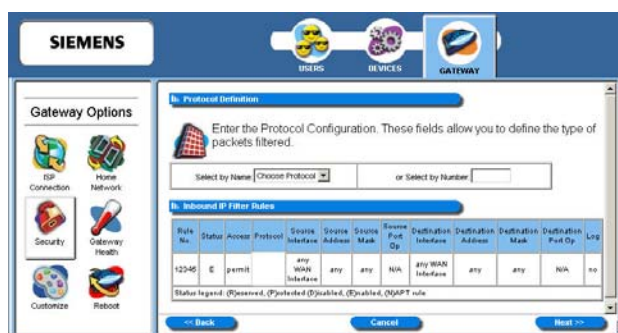 SIEMENS
USERS
DEVICES
GATEWAY
Gateway Options
ISP Connection
Home Network
Security
Gateway Health
Customize
Reboot
Protocol Definition
Enter the Protocol Configuration. These fields allow you to define the type of
packets filtered.
Select by Name Choose Protocol or Select by Number
Inbound IP Filter Rules
Rule No. Status Access Protocol Source Interface Source Address Source Mask Source Port Op Destination Interface Destination Address Destination Mask Destination Port Op Log
12345 E permit any WAN Interface any any N/A any WAN Interface any any N/A no
Status legend: (R)eserved, (P)rotected (D)isabled, (E)nabled, (N)APT rule
<< Back
Cancel
Next >>